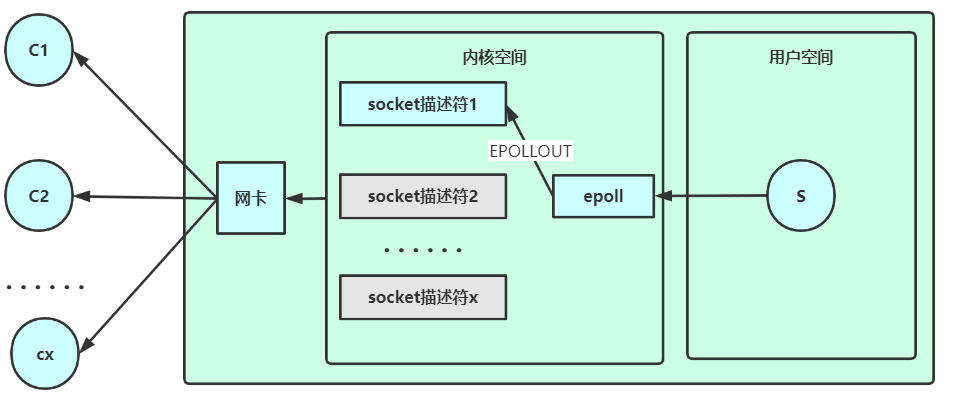 C1
内核空间
用户空间
socket描述符1
EPOLLOUT
C2
网卡
socket描述符2
epoll
S
......
......
socket描述符x
cx